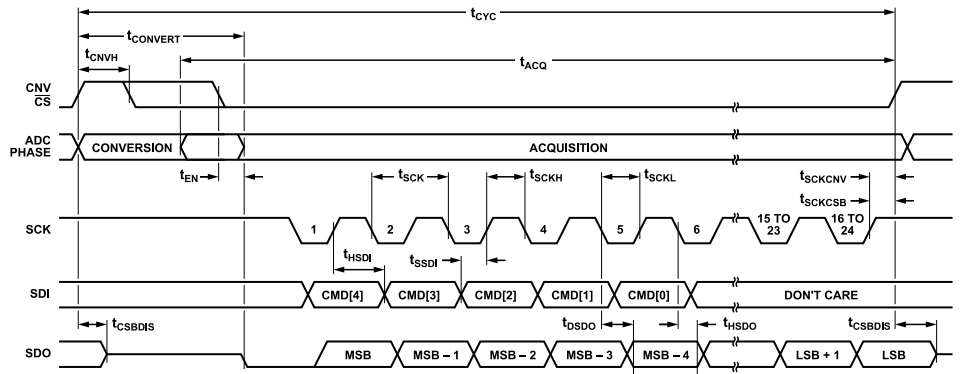 tCYC
tCONVERT
tCNVH
tACQ
CNV
CS
ADC
PHASE
CONVERSION
ACQUISITION
tEN
tSCK
tSCKH
tSCKL
tSCKCNV
tSCKCSB
SCK
1
2
3
4
5
6
15 TO
23
16 TO
24
tHSDI
tSSDI
SDI
CMD[4]
CMD[3]
CMD[2]
CMD[1]
CMD[0]
DON'T CARE
tCSBDIS
tDSDO
tHSDO
tCSBDIS
SDO
MSB
MSB – 1
MSB – 2
MSB – 3
MSB – 4
LSB + 1
LSB